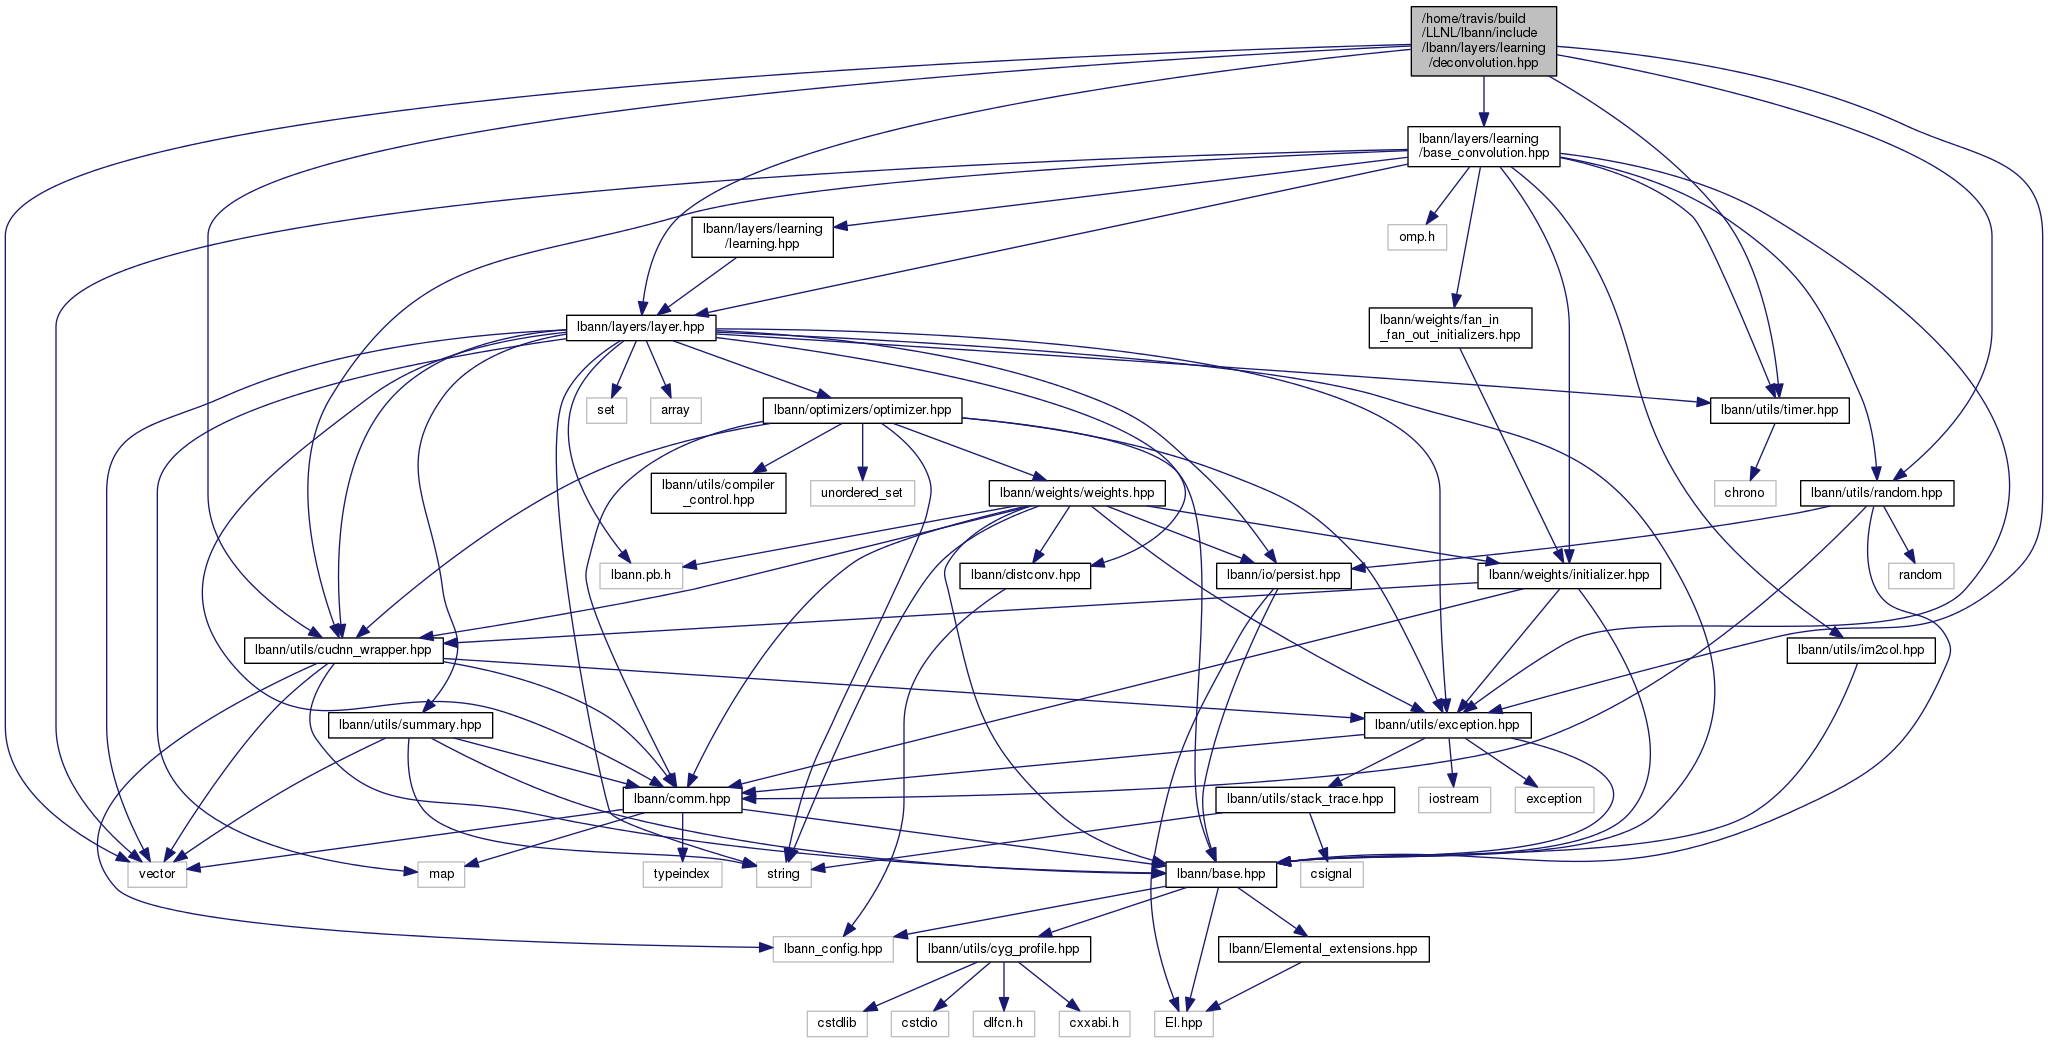 /home/travis/build
/LLNL/lbann/include
/lbann/layers/learning
/deconvolution.hpp
lbann/layers/learning
/base_convolution.hpp
lbann/layers/learning
/learning.hpp
omp.h
lbann/layers/layer.hpp
lbann/weights/fan_in
_fan_out_initializers.hpp
set
array
lbann/optimizers/optimizer.hpp
lbann/utils/timer.hpp
lbann/utils/compiler
_control.hpp
unordered_set
lbann/weights/weights.hpp
chrono
lbann/utils/random.hpp
lbann.pb.h
lbann/distconv.hpp
lbann/io/persist.hpp
lbann/weights/initializer.hpp
random
lbann/utils/cudnn_wrapper.hpp
lbann/utils/im2col.hpp
lbann/utils/summary.hpp
lbann/utils/exception.hpp
lbann/comm.hpp
lbann/utils/stack_trace.hpp
iostream
exception
vector
map
typeindex
string
lbann/base.hpp
csignal
lbann_config.hpp
lbann/utils/cyg_profile.hpp
lbann/Elemental_extensions.hpp
cstdlib
cstdio
dlfcn.h
cxxabi.h
El.hpp